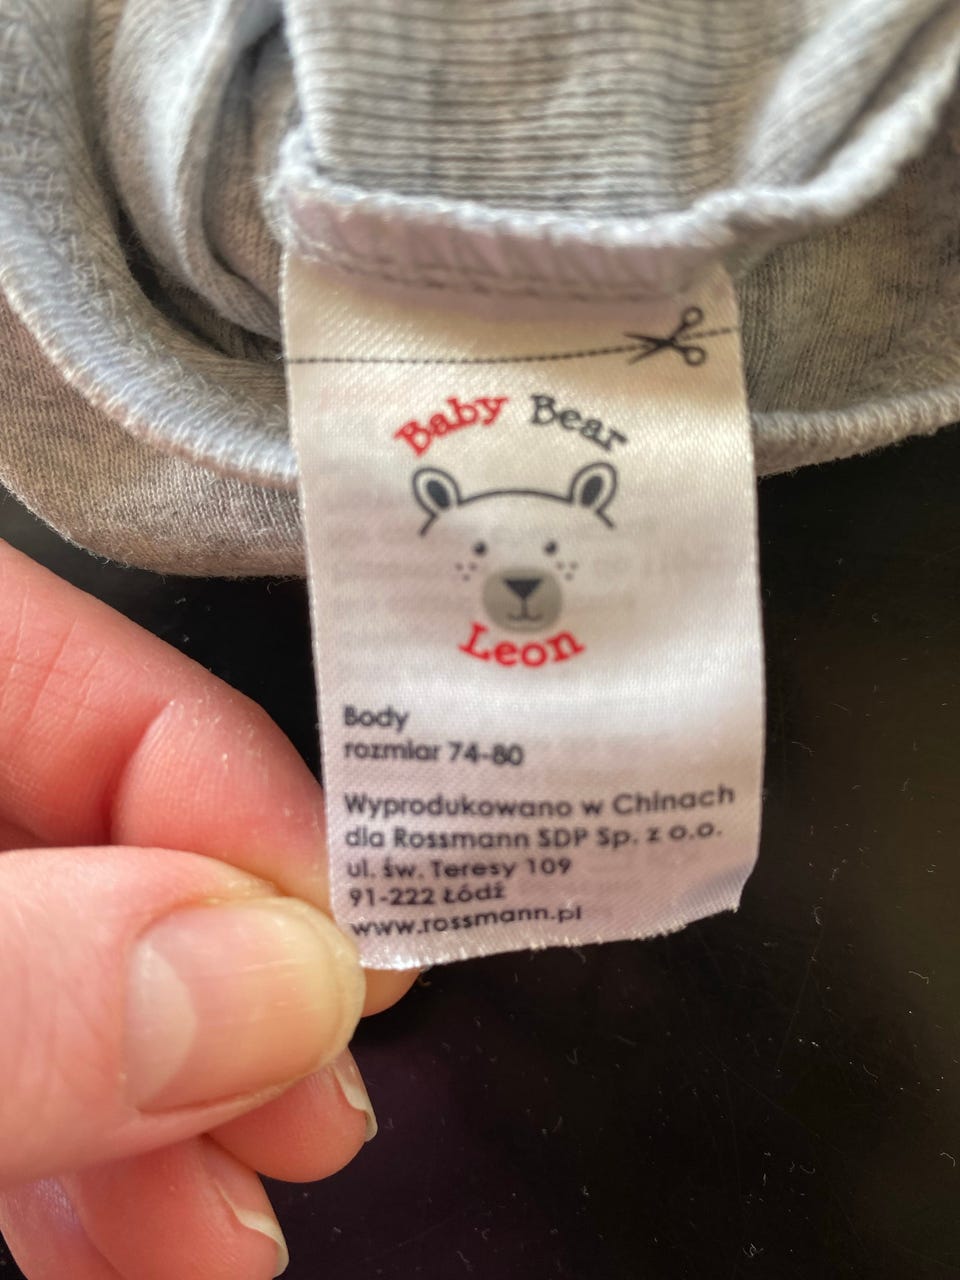 Baby Bear
Leon
Body
rozmiar 74-80
Wyprodukowano w Chinach
dla Rossmann SDP Sp. z o.o.
ul. św. Teresy 109
91-222 Łódź
www.rossmann.pl